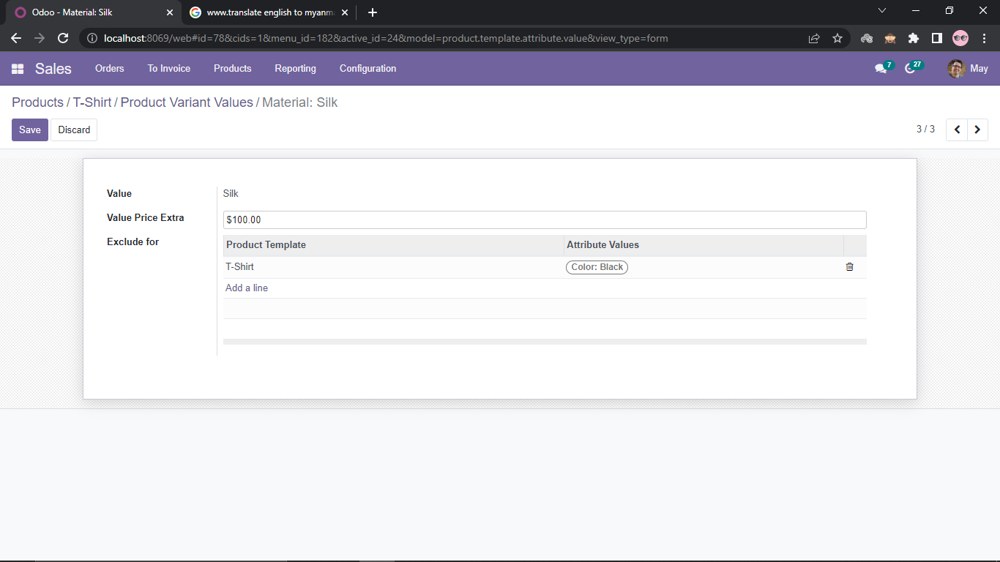 Odoo - Material: Silk
www.translate english to myanm
localhost:8069/web#id=78&cids=1&menu_id=182&active_id=24&model=product.template.attribute.value&view_type=form
Sales Orders To Invoice Products Reporting Configuration 7 27 May
Products / T-Shirt / Product Variant Values / Material: Silk
Save Discard 3 / 3
Value Silk
Value Price Extra $100.00
Exclude for
Product Template Attribute Values
T-Shirt Color: Black
Add a line